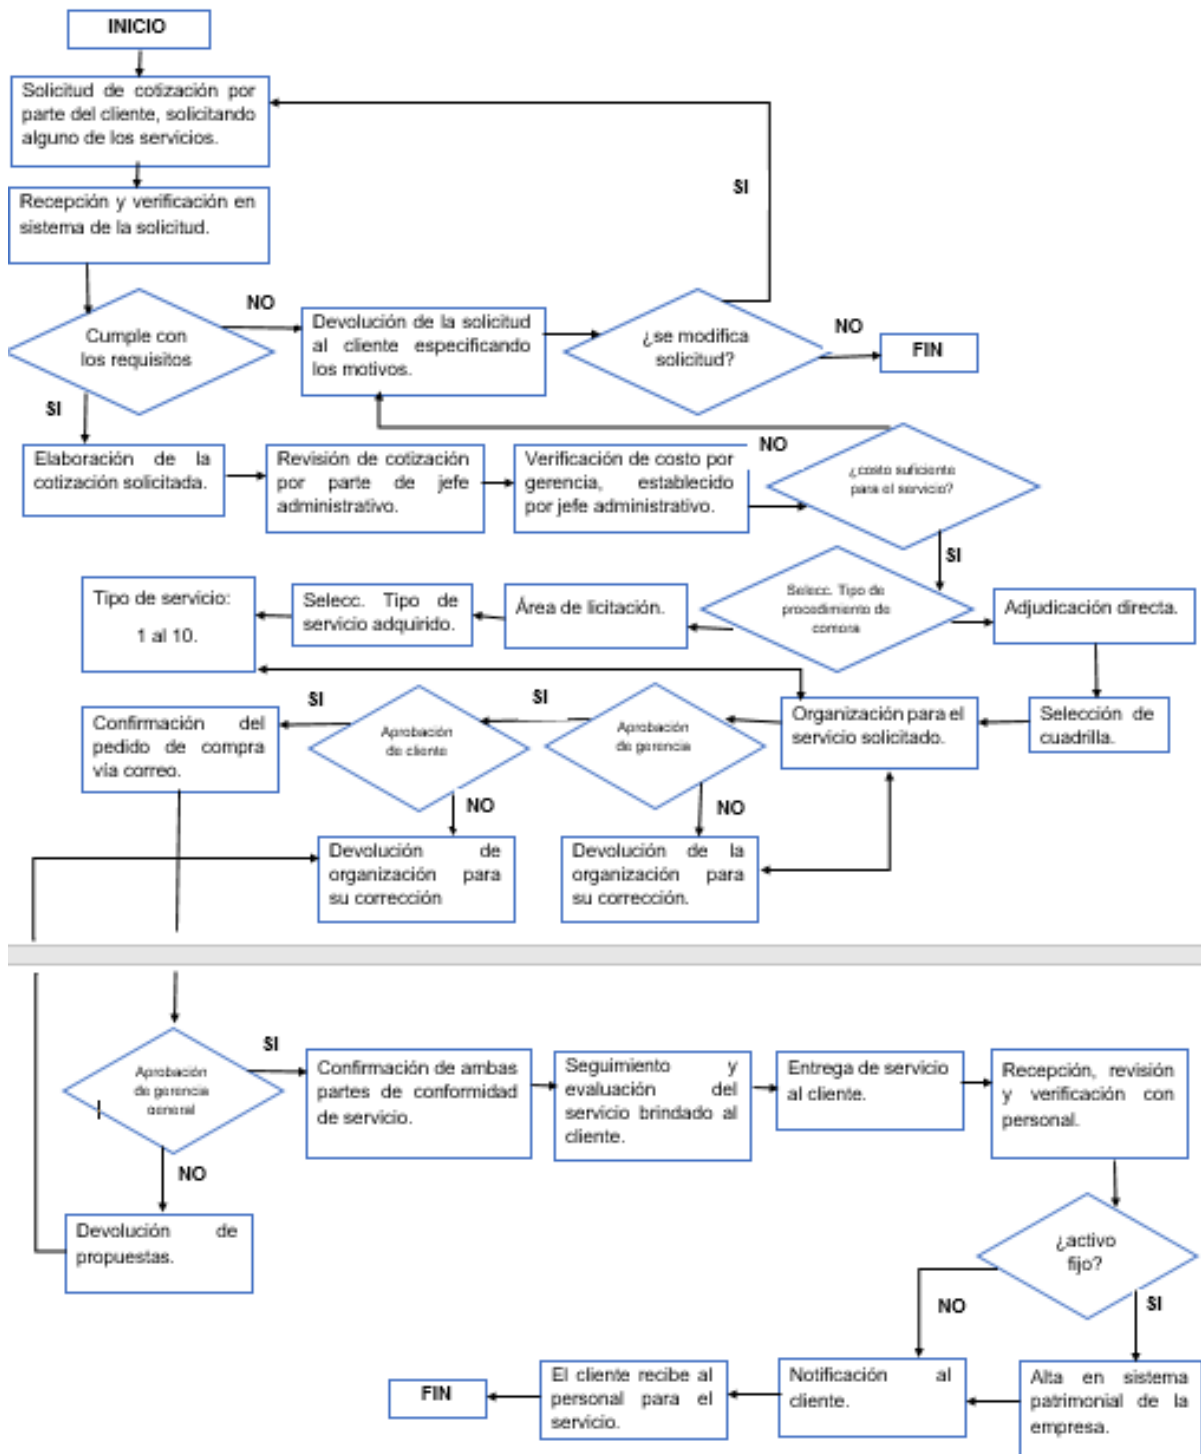 INICIO
Solicitud de cotización por
parte del cliente, solicitando
alguno de los servicios.
SI
Recepción y verificación en
sistema de la solicitud.
NO
Cumple con
los requisitos
Devolución de la solicitud
al cliente especificando
los motivos.
¿se modifica
solicitud?
NO
FIN
SI
Elaboración de la
cotización solicitada.
Revisión de cotización
por parte de jefe
administrativo.
Verificación de costo por
gerencia, establecido
por jefe administrativo.
NO
¿costo suficiente
para el servicio?
SI
Tipo de servicio:
1 al 10.
Selecc. Tipo de
servicio adquirido.
Área de licitación.
Selecc. Tipo de
procedimiento de
comora
Adjudicación directa.
Confirmación del
pedido de compra
vía correo.
SI
Aprobación
de cliente
SI
Aprobación
de gerencia
Organización para el
servicio solicitado.
Selección de
cuadrilla.
NO
NO
Devolución de
organización para
su corrección
Devolución de la
organización para
su corrección.
Aprobación
de gerencia
general
SI
Confirmación de ambas
partes de conformidad
de servicio.
Seguimiento y
evaluación del
servicio brindado al
cliente.
Entrega de servicio
al cliente.
Recepción, revisión
y verificación con
personal.
NO
Devolución de
propuestas.
¿activo
fijo?
NO
SI
FIN
El cliente recibe al
personal para el
servicio.
Notificación al
cliente.
Alta en sistema
patrimonial de la
empresa.